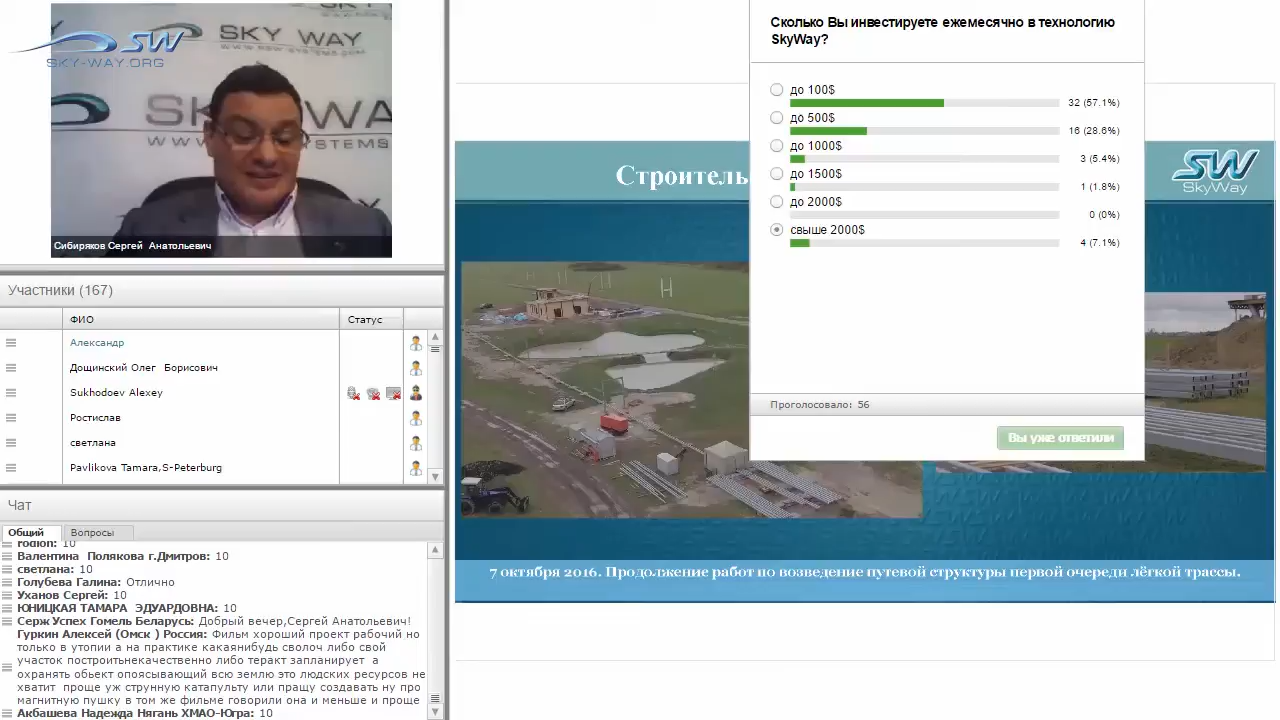 SW
SKY-WAY.ORG
SKY WAY
Сибиряков Сергей Анатольевич
Участники (167)
ФИО
Статус
Александр
Дощинский Олег Борисович
Sukhodoev Alexey
Ростислав
светлана
Pavlikova Tamara,S-Peterburg
Чат
Общий
Вопросы
rodion: 10
Валентина Полякова г.Дмитров: 10
светлана: 10
Голубева Галина: Отлично
Уханов Сергей: 10
ЮНИЦКАЯ ТАМАРА ЭДУАРДОВНА: 10
Серж Успех Гомель Беларусь: Добрый вечер,Сергей Анатольевич!
Гуркин Алексей (Омск ) Россия: Фильм хороший проект рабочий но
только в утопии а на практике какаянибудь сволоч либо свой
участок построитьнекачественно либо теракт запланирует а
охранять обьект опоясывающий всю землю это людских ресурсов не
хватит проще уж струнную катапульту или пращу создавать ну про
магнитную пушку в том же фильме говорили она и меньше и проще
Акбашева Надежда Нягань ХМАО-Югра: 10
Сколько Вы инвестируете ежемесячно в технологию
SkyWay?
до 100$
32 (57.1%)
до 500$
16 (28.6%)
до 1000$
3 (5.4%)
до 1500$
1 (1.8%)
до 2000$
0 (0%)
свыше 2000$
4 (7.1%)
Проголосовало: 56
Вы уже ответили
Строитель
SW
SkyWay
7 октября 2016. Продолжение работ по возведение путевой структуры первой очереди лёгкой трассы.